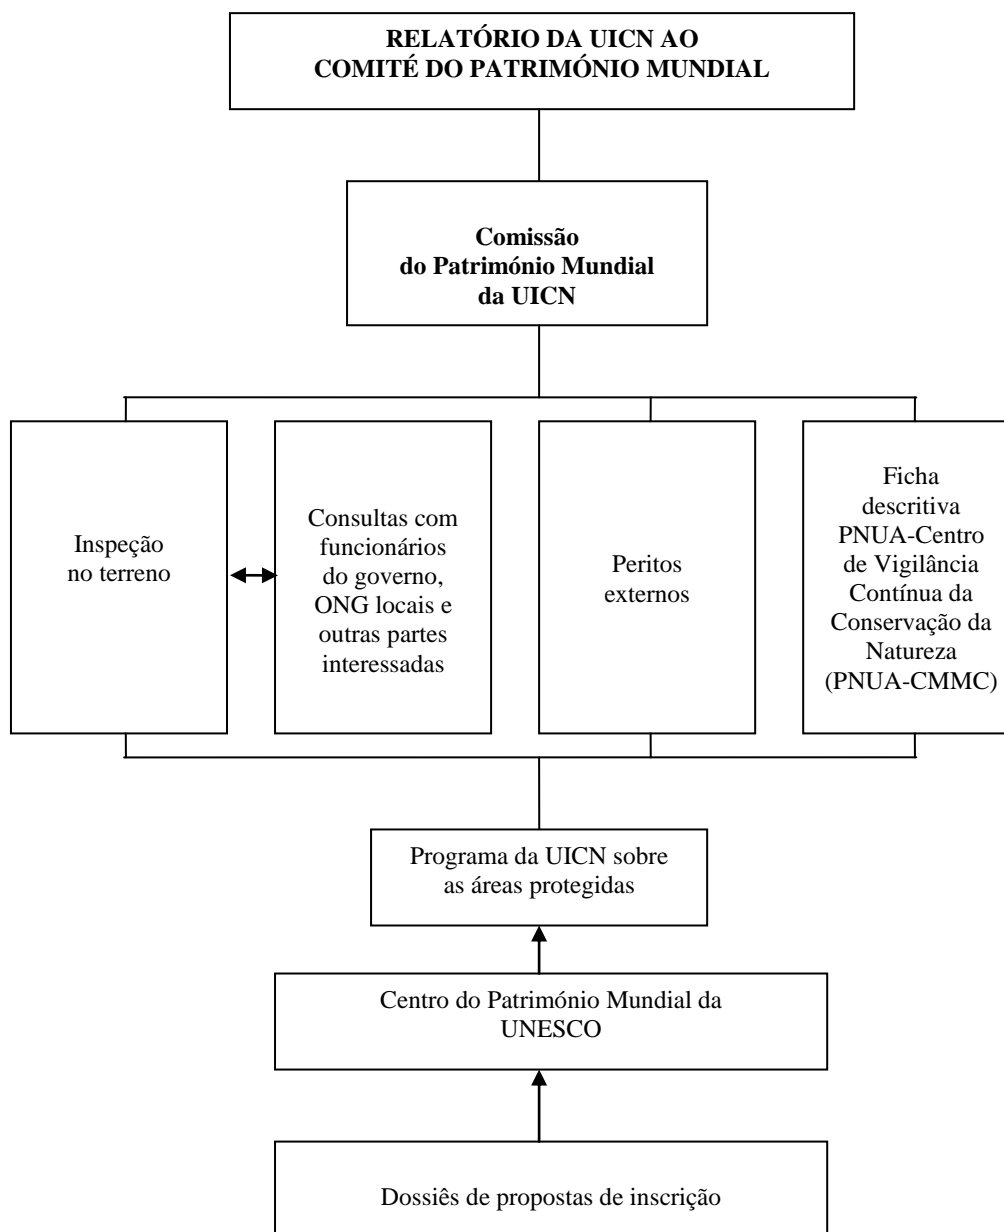 RELATÓRIO DA UICN AO
COMITÉ DO PATRIMÓNIO MUNDIAL
Comissão
do Património Mundial
da UICN
Inspeção
no terreno
Consultas com
funcionários
do governo,
ONG locais e
outras partes
interessadas
Peritos
externos
Ficha
descritiva
PNUA-Centro
de Vigilância
Contínua da
Conservação da
Natureza
(PNUA-CMMC)
Programa da UICN sobre
as áreas protegidas
Centro do Património Mundial da
UNESCO
Dossiês de propostas de inscrição